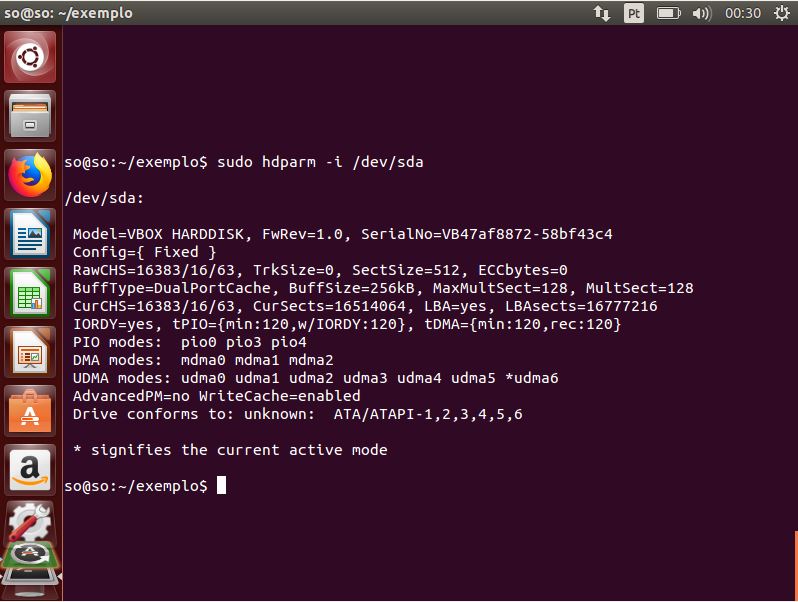 so@so: ~/exemplo
Pt
00:30
so@so:~/exemplo$ sudo hdparm -i /dev/sda
/dev/sda:
Model=VBOX HARDDISK, FwRev=1.0, SerialNo=VB47af8872-58bf43c4
Config={ Fixed }
RawCHS=16383/16/63, TrkSize=0, SectSize=512, ECCbytes=0
BuffType=DualPortCache, BuffSize=256kB, MaxMultSect=128, MultSect=128
CurCHS=16383/16/63, CurSects=16514064, LBA=yes, LBAsects=16777216
IORDY=yes, tPIO={min:120,w/IORDY:120}, tDMA={min:120,rec:120}
PIO modes:  pio0 pio3 pio4
DMA modes:  mdma0 mdma1 mdma2
UDMA modes: udma0 udma1 udma2 udma3 udma4 udma5 *udma6
AdvancedPM=no WriteCache=enabled
Drive conforms to: unknown:  ATA/ATAPI-1,2,3,4,5,6
* signifies the current active mode
so@so:~/exemplo$